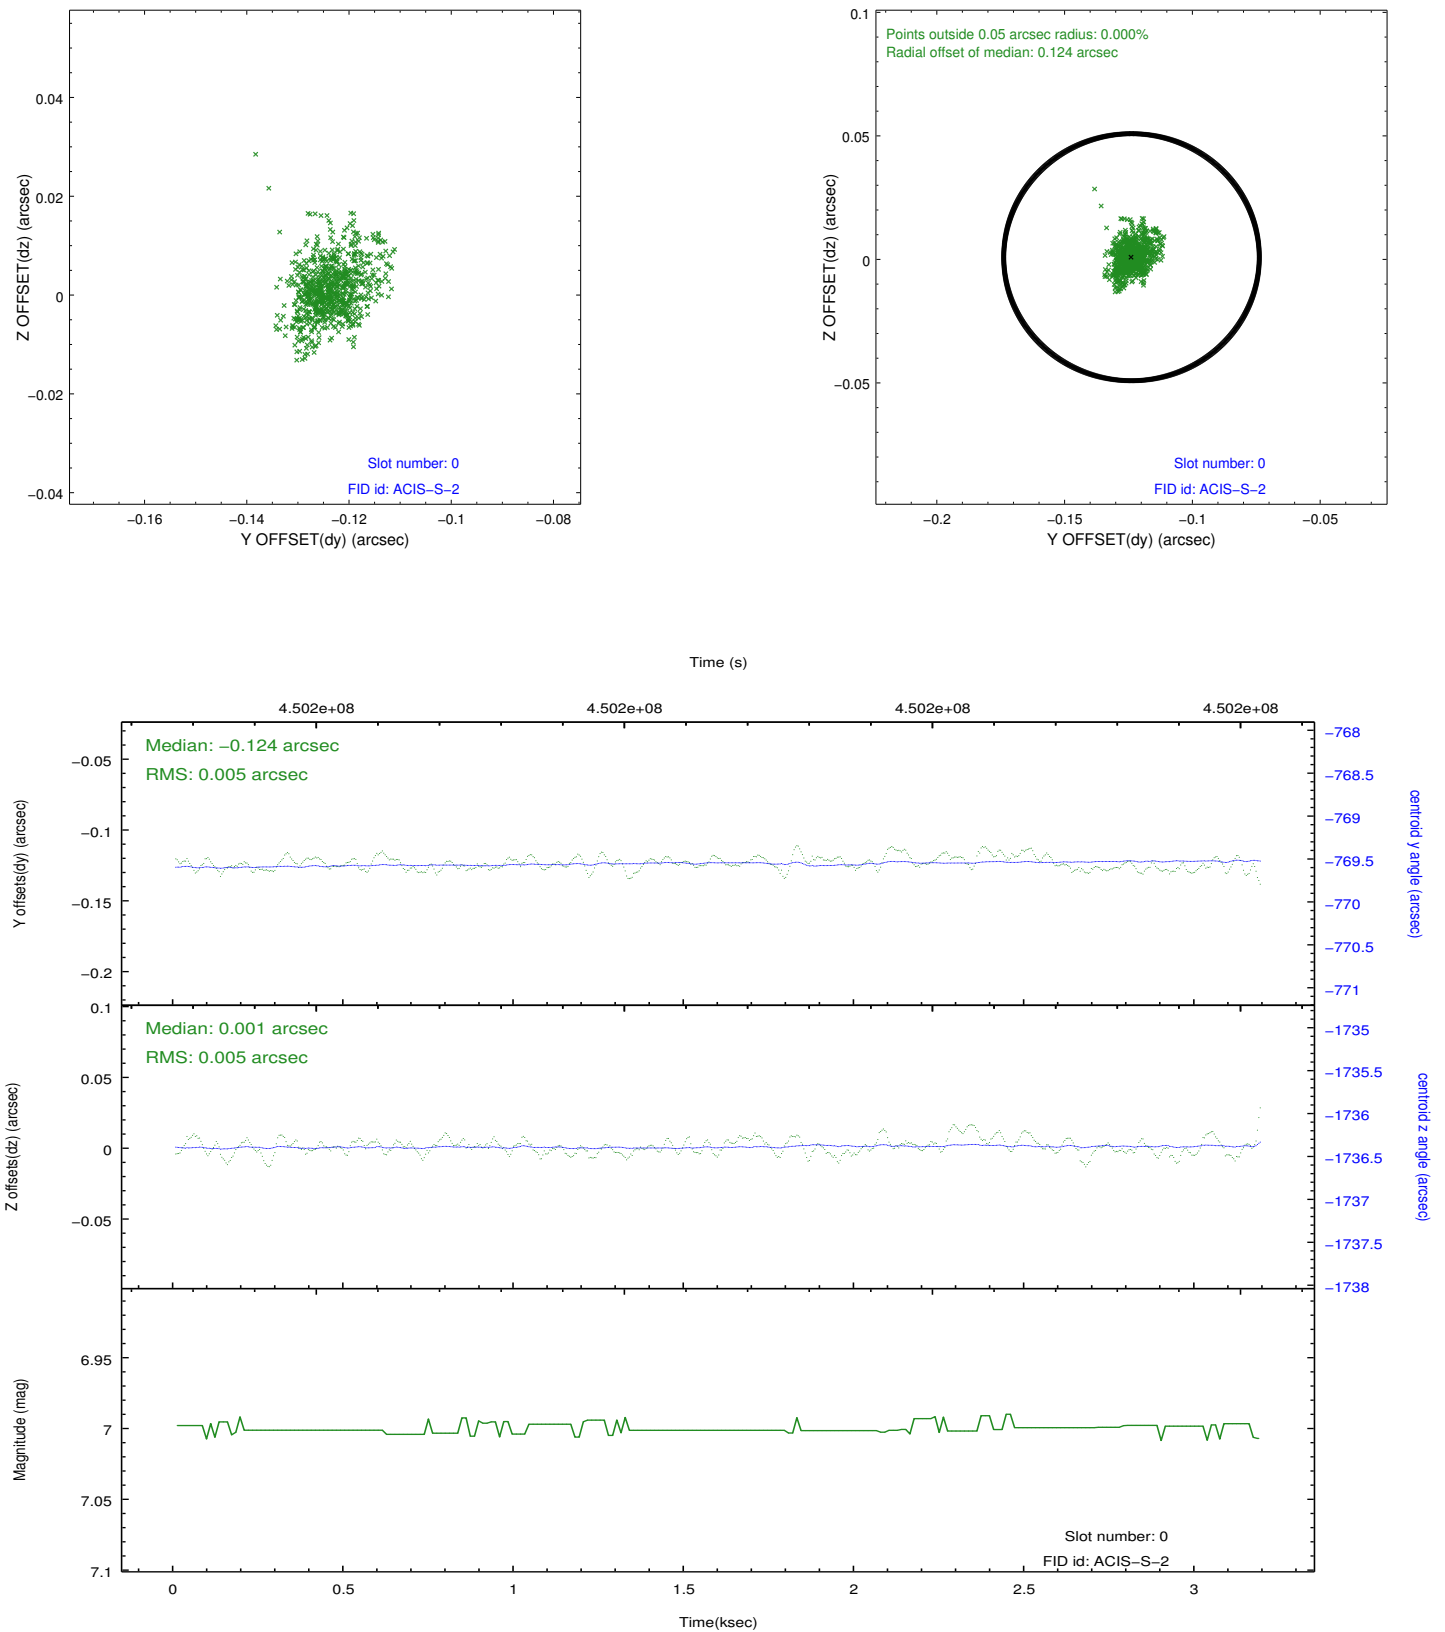 0.04
0.02
0
−0.02
−0.04
Z OFFSET(dz) (arcsec)
Slot number: 0
FID id: ACIS−S−2
−0.16
−0.14
−0.12
−0.1
−0.08
Y OFFSET(dy) (arcsec)
0.1
0.05
0
−0.05
Z OFFSET(dz) (arcsec)
Points outside 0.05 arcsec radius: 0.000%
Radial offset of median: 0.124 arcsec
Slot number: 0
FID id: ACIS−S−2
−0.2
−0.15
−0.1
−0.05
Y OFFSET(dy) (arcsec)
Time (s)
4.502e+08
4.502e+08
4.502e+08
4.502e+08
Median: −0.124 arcsec
RMS: 0.005 arcsec
−0.05
−0.1
−0.15
−0.2
Y offsets(dy) (arcsec)
−768
−768.5
−769
−769.5
−770
−770.5
−771
centroid y angle (arcsec)
Median: 0.001 arcsec
RMS: 0.005 arcsec
0.1
0.05
0
−0.05
Z offsets(dz) (arcsec)
−1735
−1735.5
−1736
−1736.5
−1737
−1737.5
−1738
centroid z angle (arcsec)
6.95
7
7.05
7.1
Magnitude (mag)
Slot number: 0
FID id: ACIS−S−2
0
0.5
1
1.5
2
2.5
3
Time(ksec)